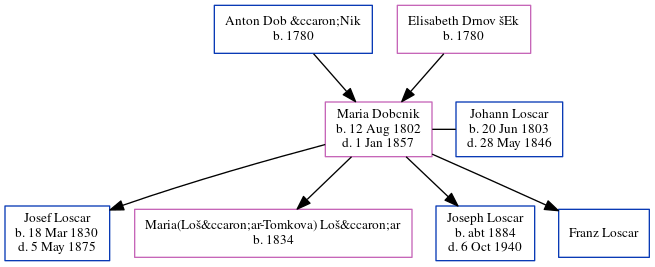 Anton Dob &ccaron;Nik
b. 1780
Elisabeth Drnov šEk
b. 1780
Maria Dobcnik
b. 12 Aug 1802
d. 1 Jan 1857
Johann Loscar
b. 20 Jun 1803
d. 28 May 1846
Josef Loscar
b. 18 Mar 1830
d. 5 May 1875
Maria(Loš&ccaron;ar-Tomkova) Loš&ccaron;ar
b. 1834
Joseph Loscar
b. abt 1884
d. 6 Oct 1940
Franz Loscar